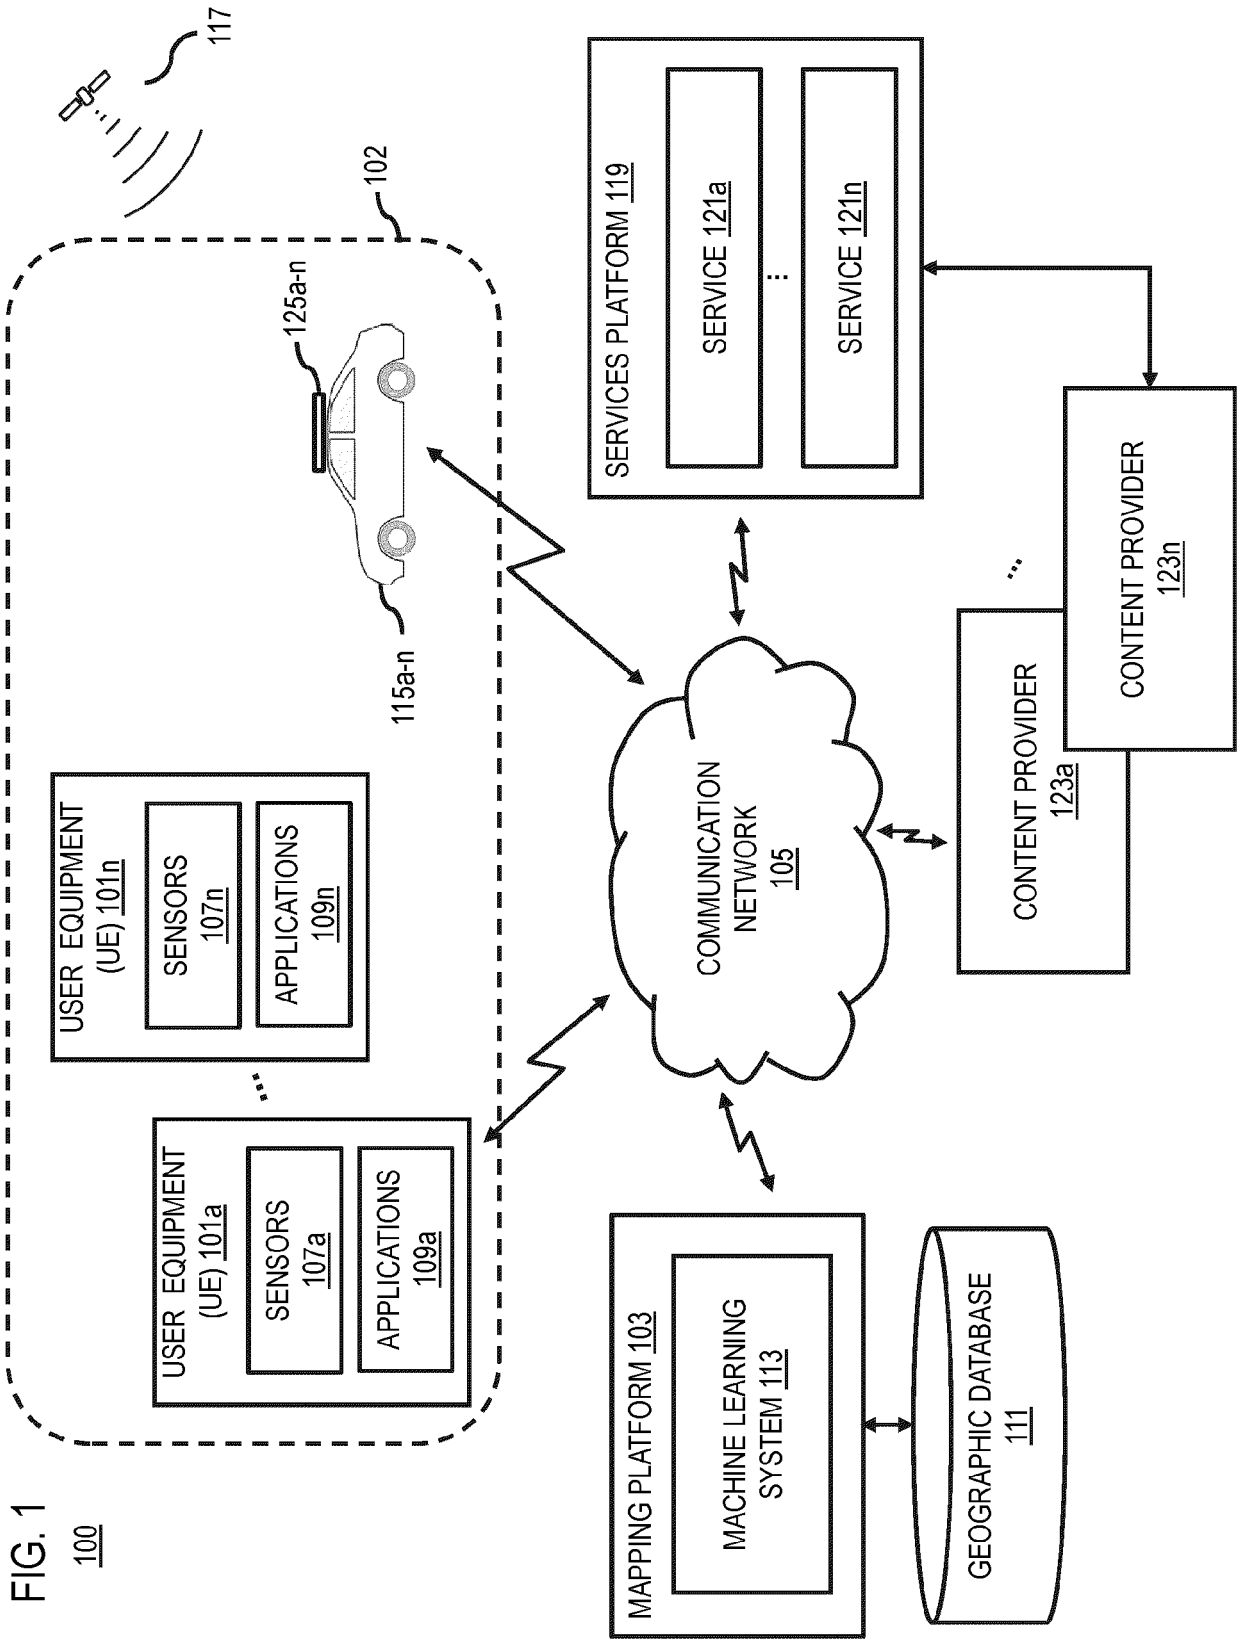 FIG. 1
100
117
102
125a-n
115a-n
USER EQUIPMENT
(UE) 101n
SENSORS
107n
APPLICATIONS
109n
...
USER EQUIPMENT
(UE) 101a
SENSORS
107a
APPLICATIONS
109a
COMMUNICATION
NETWORK
105
MAPPING PLATFORM 103
MACHINE LEARNING
SYSTEM 113
GEOGRAPHIC DATABASE
111
SERVICES PLATFORM 119
SERVICE 121a
...
SERVICE 121n
CONTENT PROVIDER
123a
...
CONTENT PROVIDER
123n